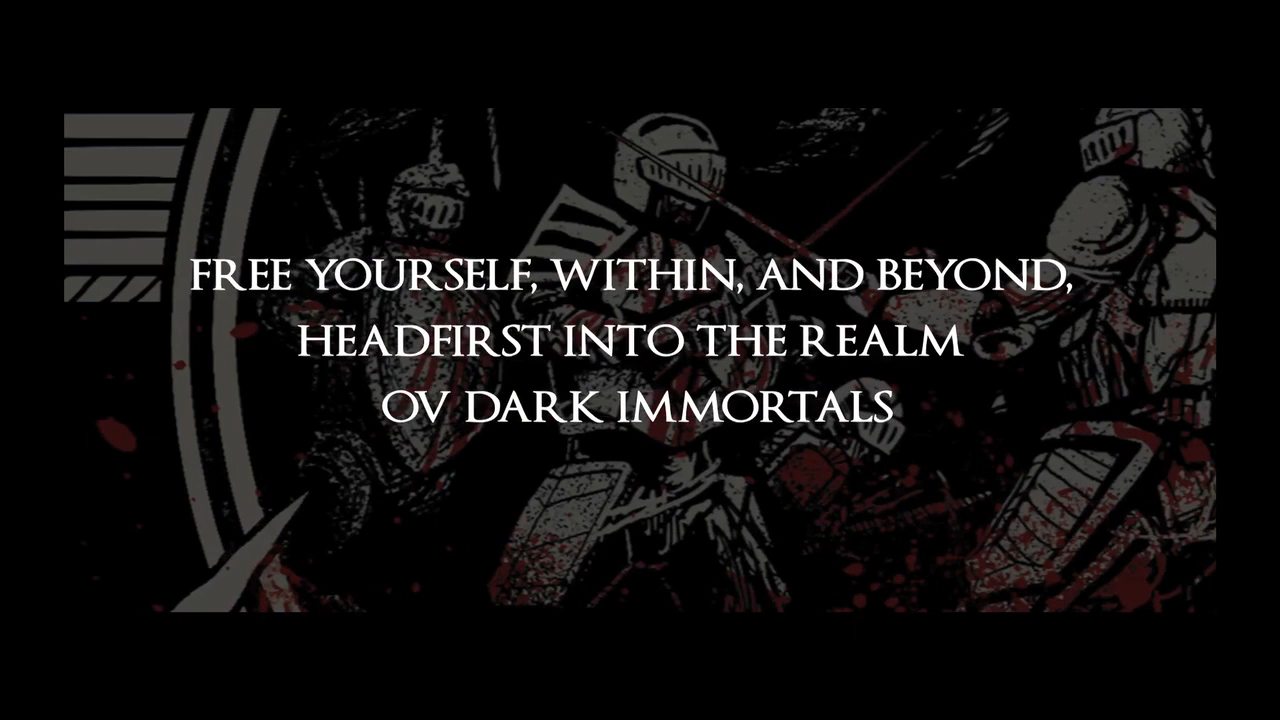 FREE YOURSELF, WITHIN, AND BEYOND,
HEADFIRST INTO THE REALM
OV DARK IMMORTALS